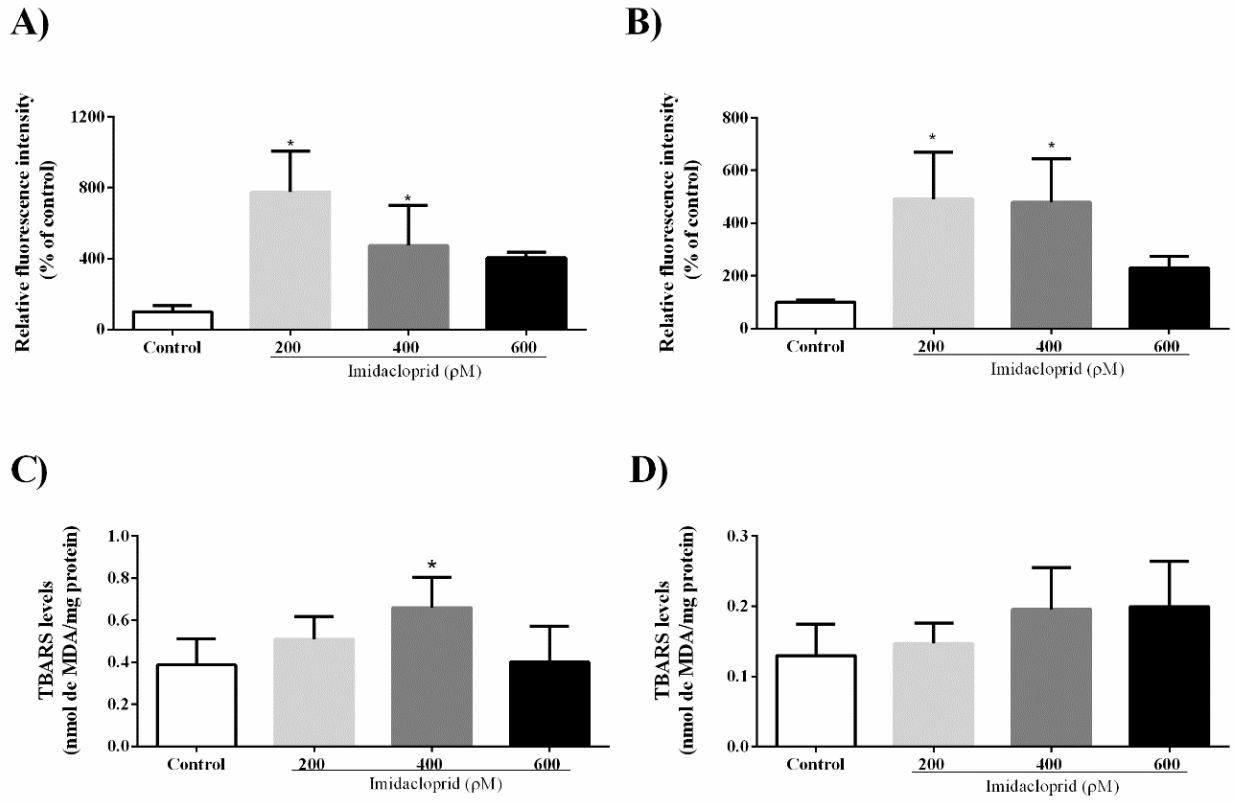 A)
Relative fluorescence intensity
(% of control)
1200
800
400
0
*
*
Control
200
400
600
Imidacloprid (ρM)
B)
Relative fluorescence intensity
(% of control)
800
600
400
200
0
*
*
Control
200
400
600
Imidacloprid (ρM)
C)
TBARS levels
(nmol de MDA/mg protein)
1.0
0.8
0.6
0.4
0.2
0.0
*
Control
200
400
600
Imidacloprid (ρM)
D)
TBARS levels
(nmol de MDA/mg protein)
0.3
0.2
0.1
0.0
Control
200
400
600
Imidacloprid (ρM)